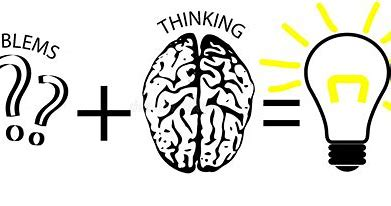 BLEMS
??
+
THINKING
=